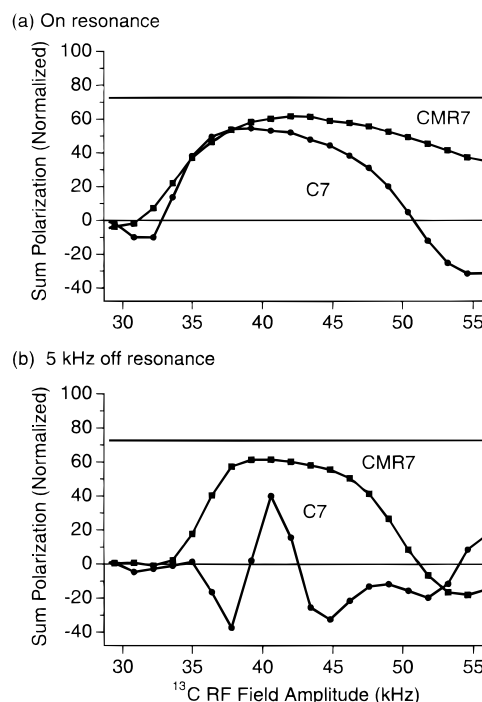 (a) On resonance
Sum Polarization (Normalized)
100
80
60
40
20
0
-20
-40
CMR7
C7
30 35 40 45 50 55
(b) 5 kHz off resonance
Sum Polarization (Normalized)
100
80
60
40
20
0
-20
-40
CMR7
C7
30 35 40 45 50 55
¹³C RF Field Amplitude (kHz)